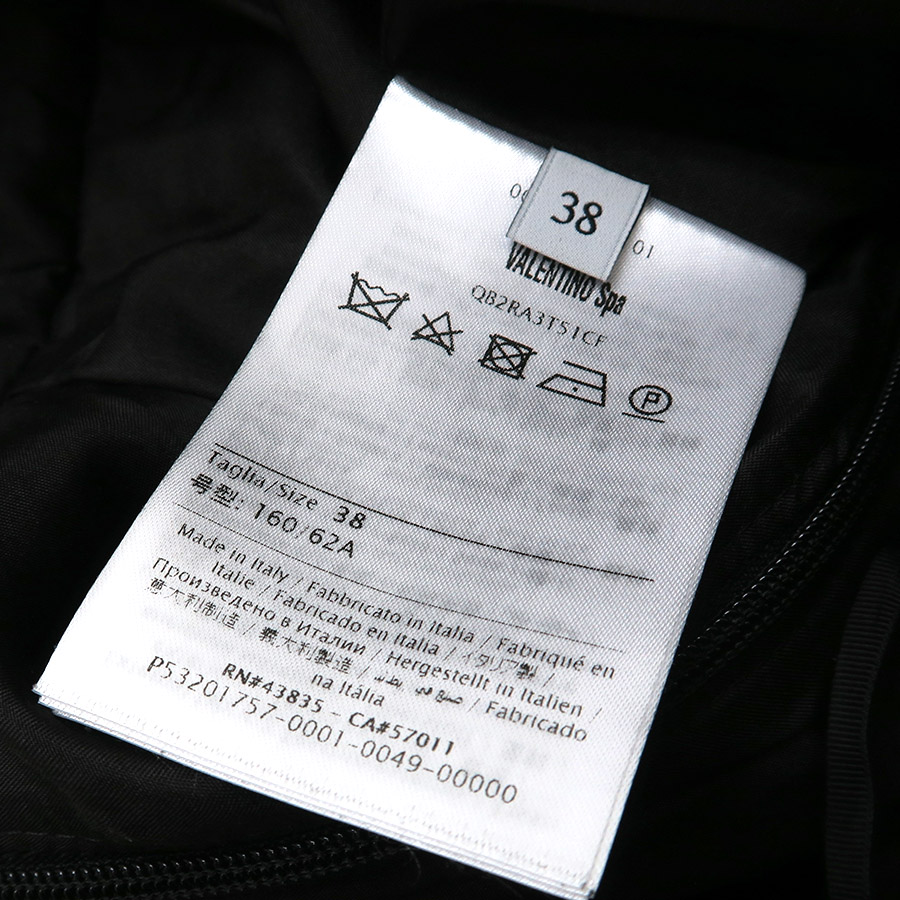 38
01
VALENTINO Spa
QB2RA3T51CF
P
Taglia/Size 38
号型: 160/62A
Made in Italy / Fabbricato in Italia / Fabriqué en
Italie / Fabricado en Italia / イタリア製 /
Произведено в Италии / Hergestellt in Italien /
意大利制造 / 義大利製造 / صنع في / Fabricado
na Itália
RN#43835 - CA#57011
P53201757-0001-0049-00000